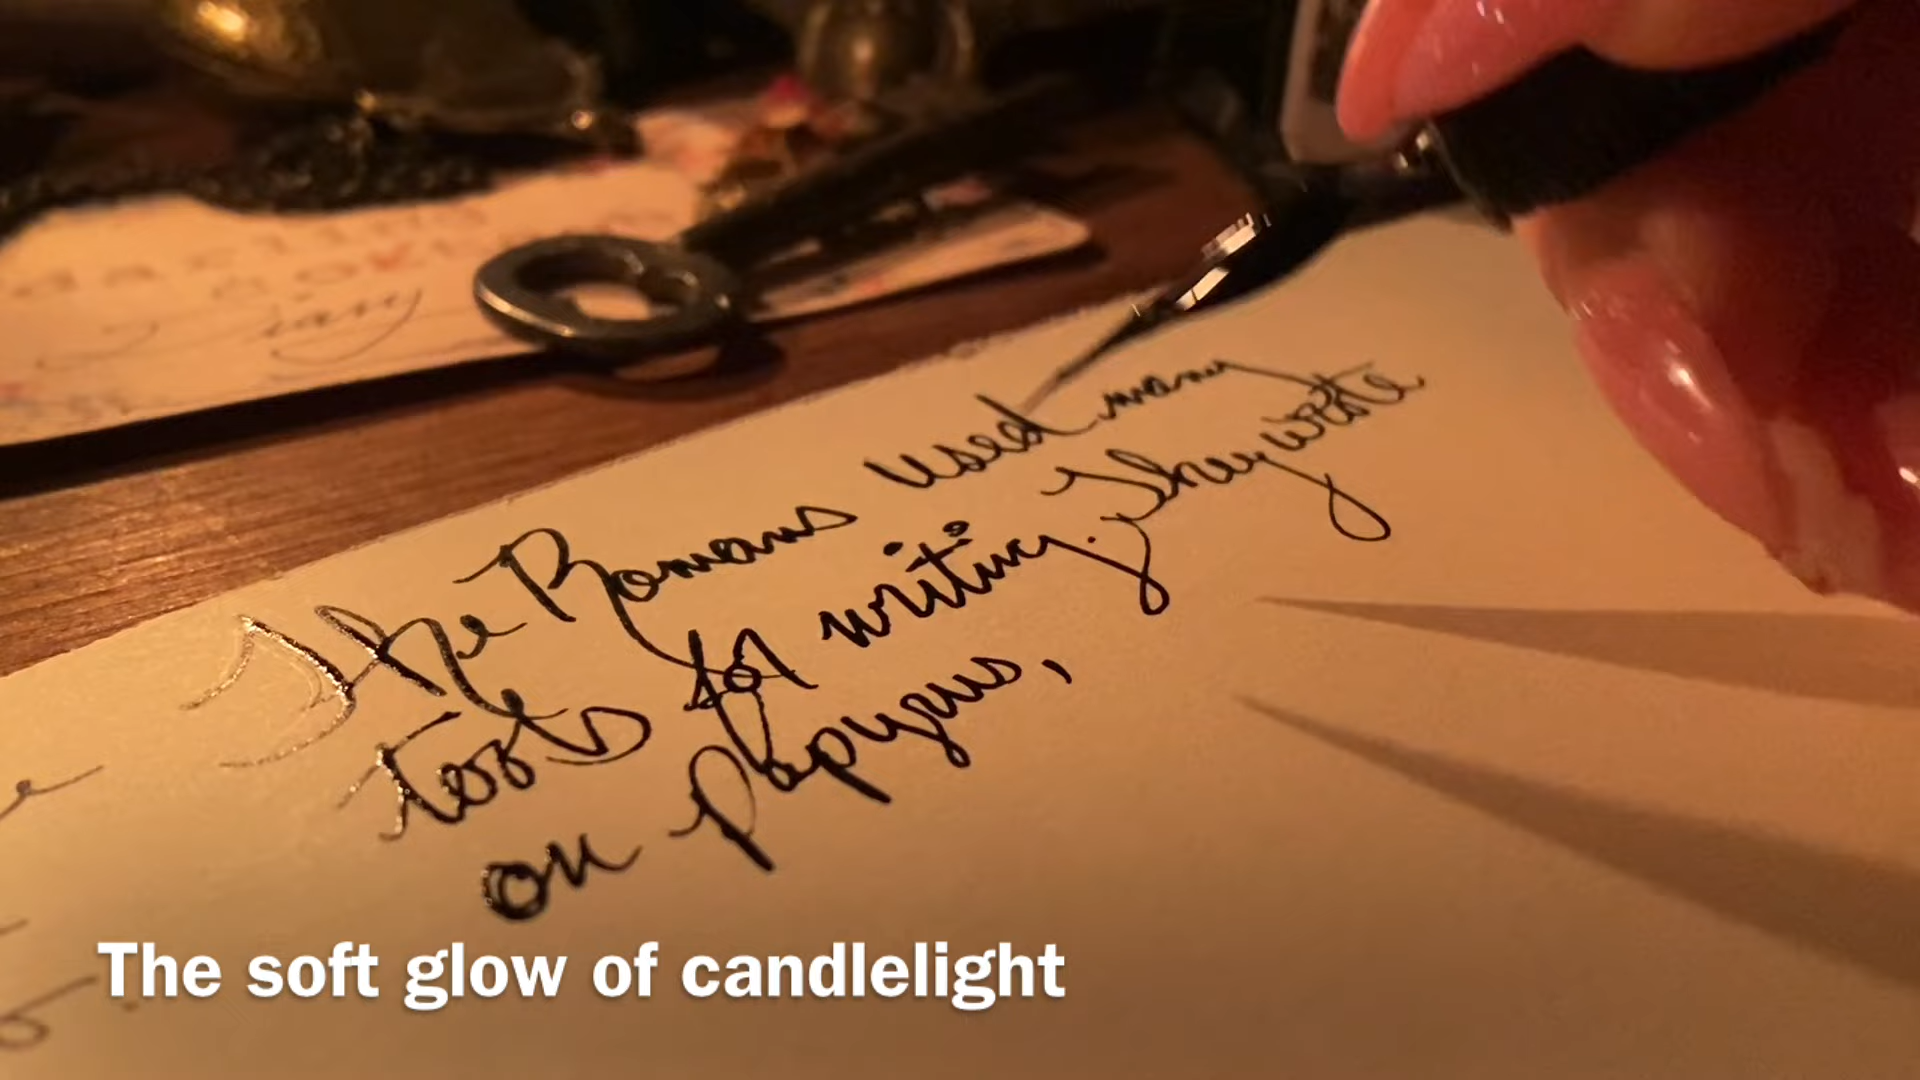 The Romans used many
tools for writing. They wrote
on papyrus,
The soft glow of candlelight